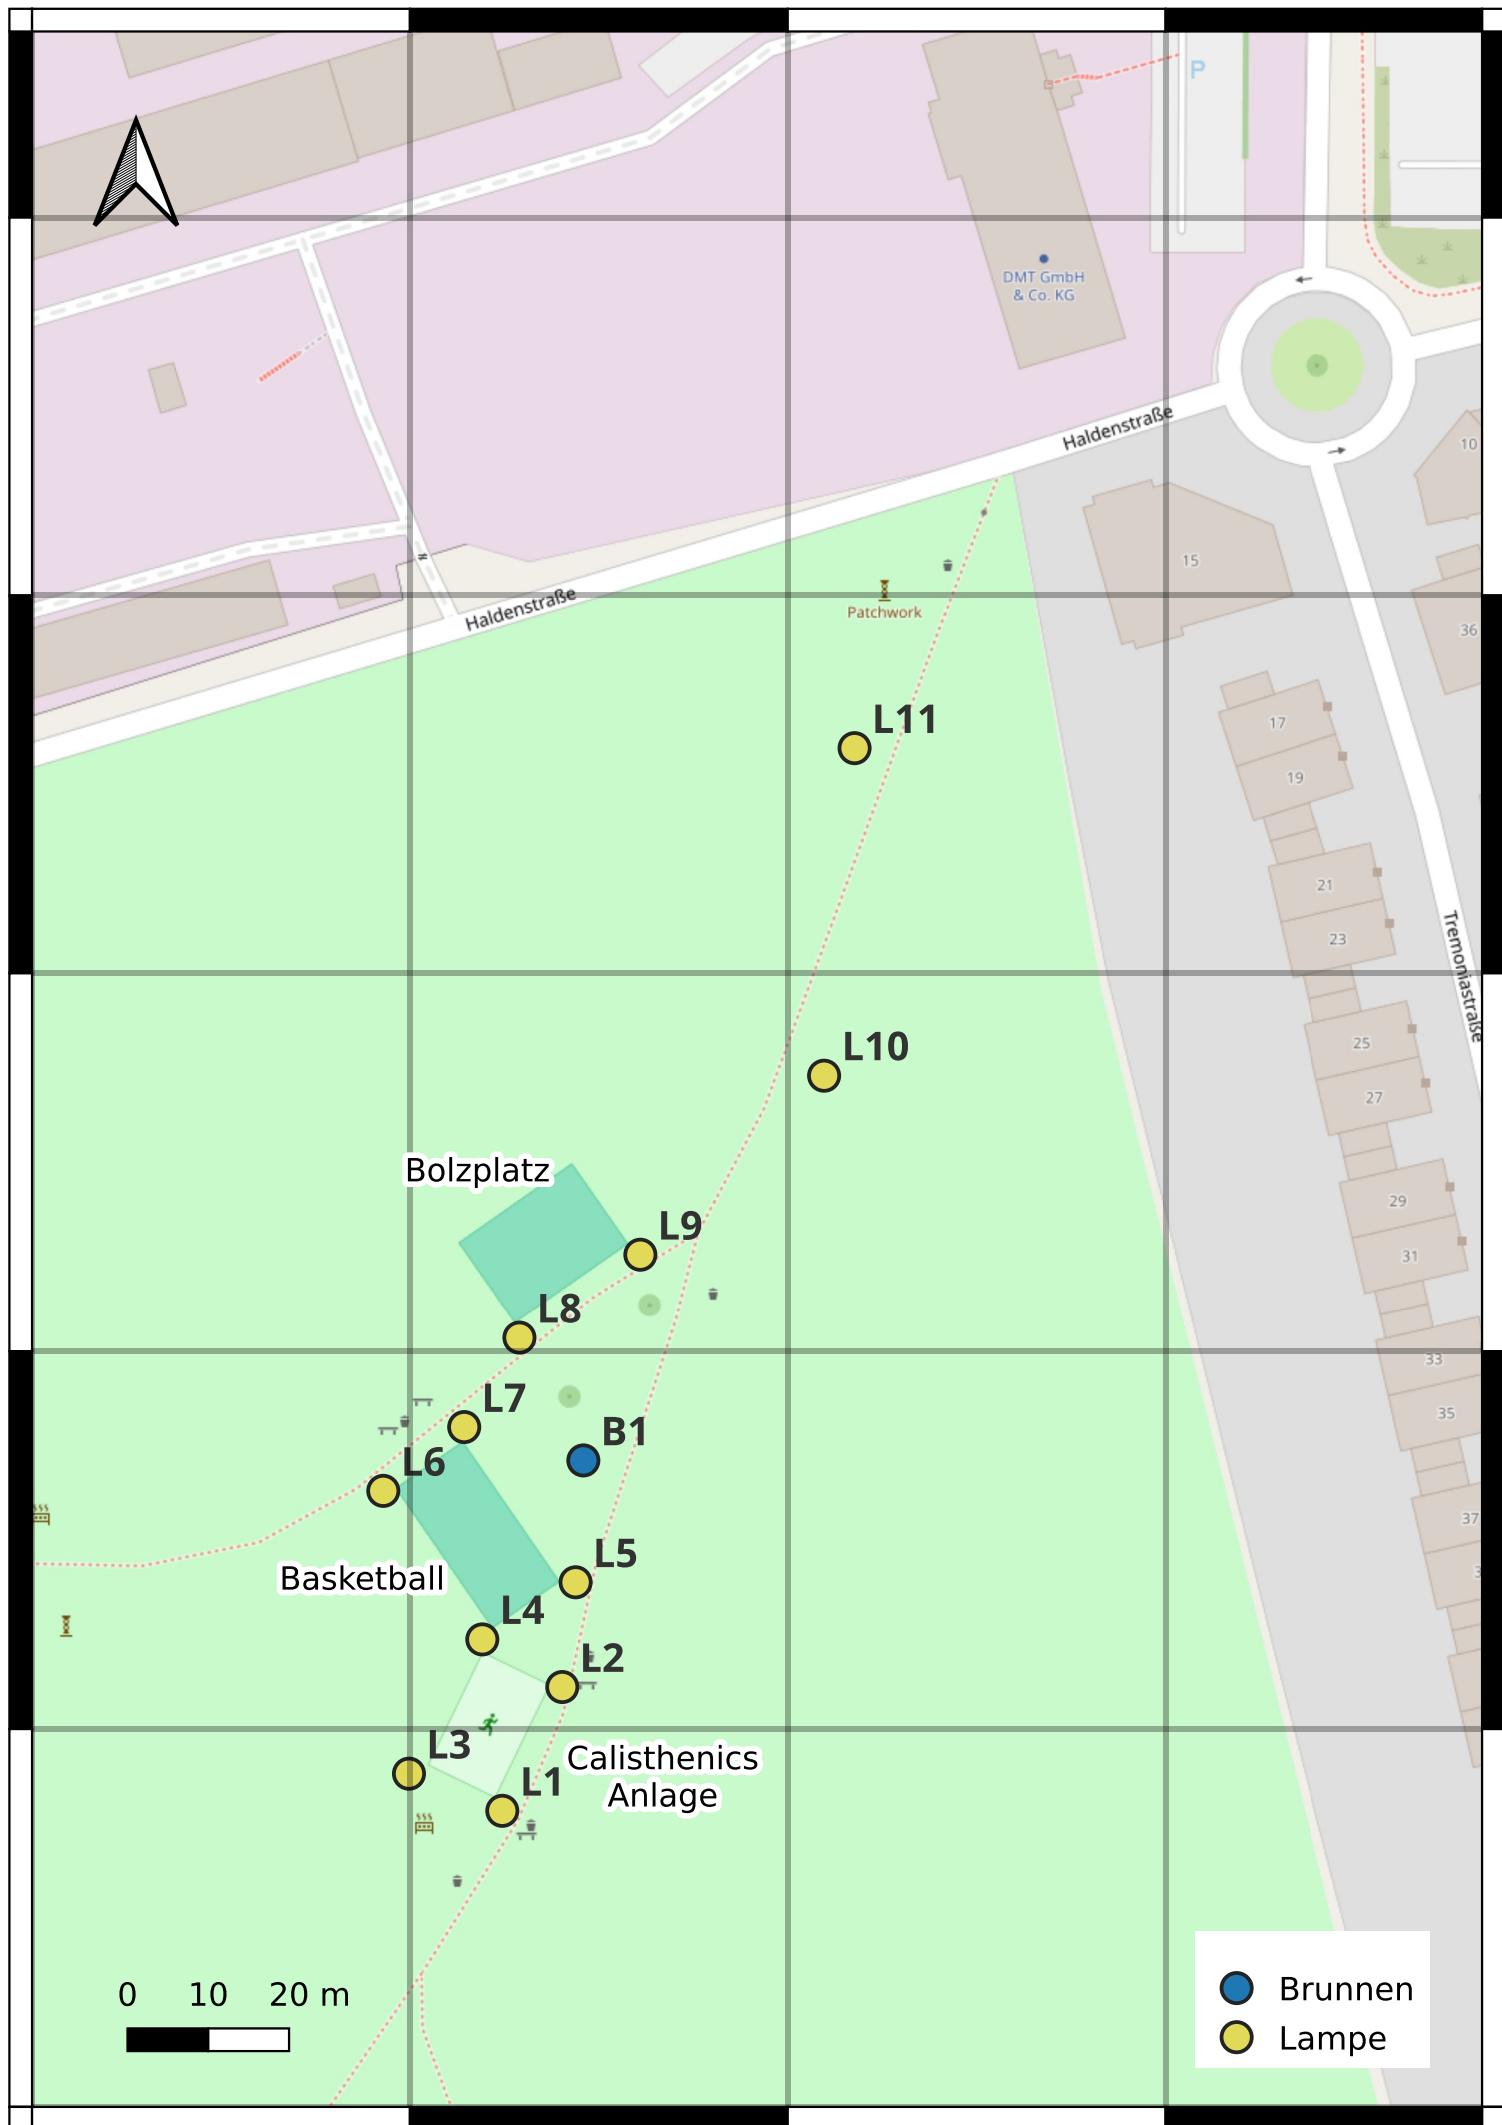 P
DMT GmbH
& Co. KG
Haldenstraße
10
15
Haldenstraße
Patchwork
36
L11
17
19
21
23
Tremoniastraße
L10
25
27
Bolzplatz
29
L9
31
L8
33
L7
35
B1
L6
37
L5
Basketball
3
L4
L2
L3
Calisthenics
Anlage
L1
0 10 20 m
Brunnen
Lampe